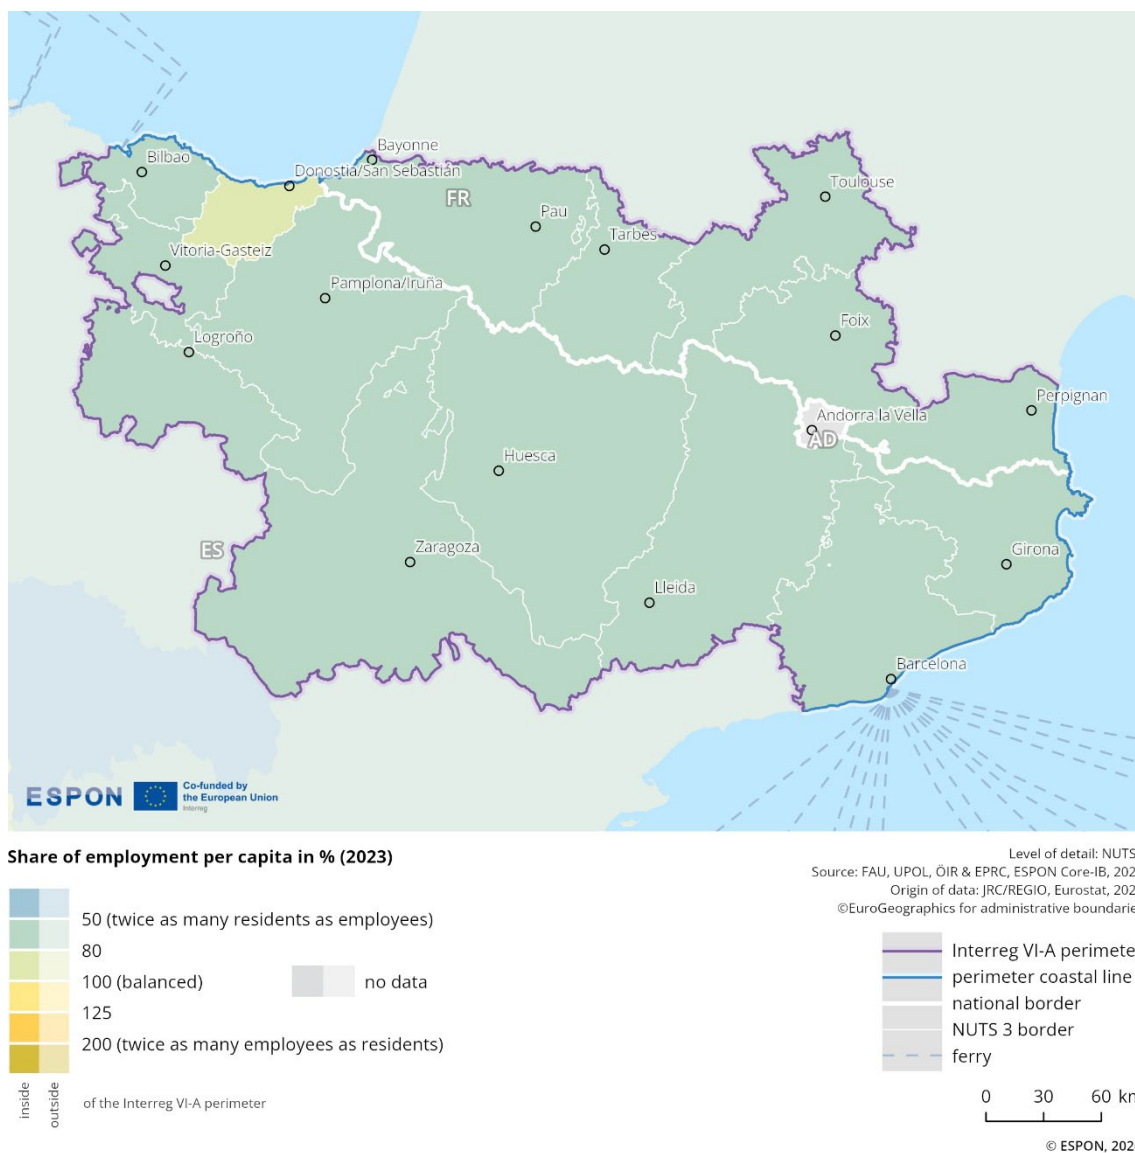 Bayonne
Bilbao
Donostia/San Sebastián
Toulouse
FR
Pau
Tarbes
Vitoria-Gasteiz
Pamplona/Iruña
Foix
Logroño
Perpignan
Andorra la Vella
AD
Huesca
ES
Zaragoza
Girona
Lleida
Barcelona
ESPON
Co-funded by
the European Union
Interreg
Share of employment per capita in % (2023)
50 (twice as many residents as employees)
80
100 (balanced)
125
200 (twice as many employees as residents)
no data
inside
outside
of the Interreg VI-A perimeter
Level of detail: NUTS
Source: FAU, UPOL, ÖIR & EPRC, ESPON Core-IB, 202
Origin of data: JRC/REGIO, Eurostat, 202
©EuroGeographics for administrative boundarie
Interreg VI-A perimete
perimeter coastal line
national border
NUTS 3 border
ferry
0 30 60 km
© ESPON, 202